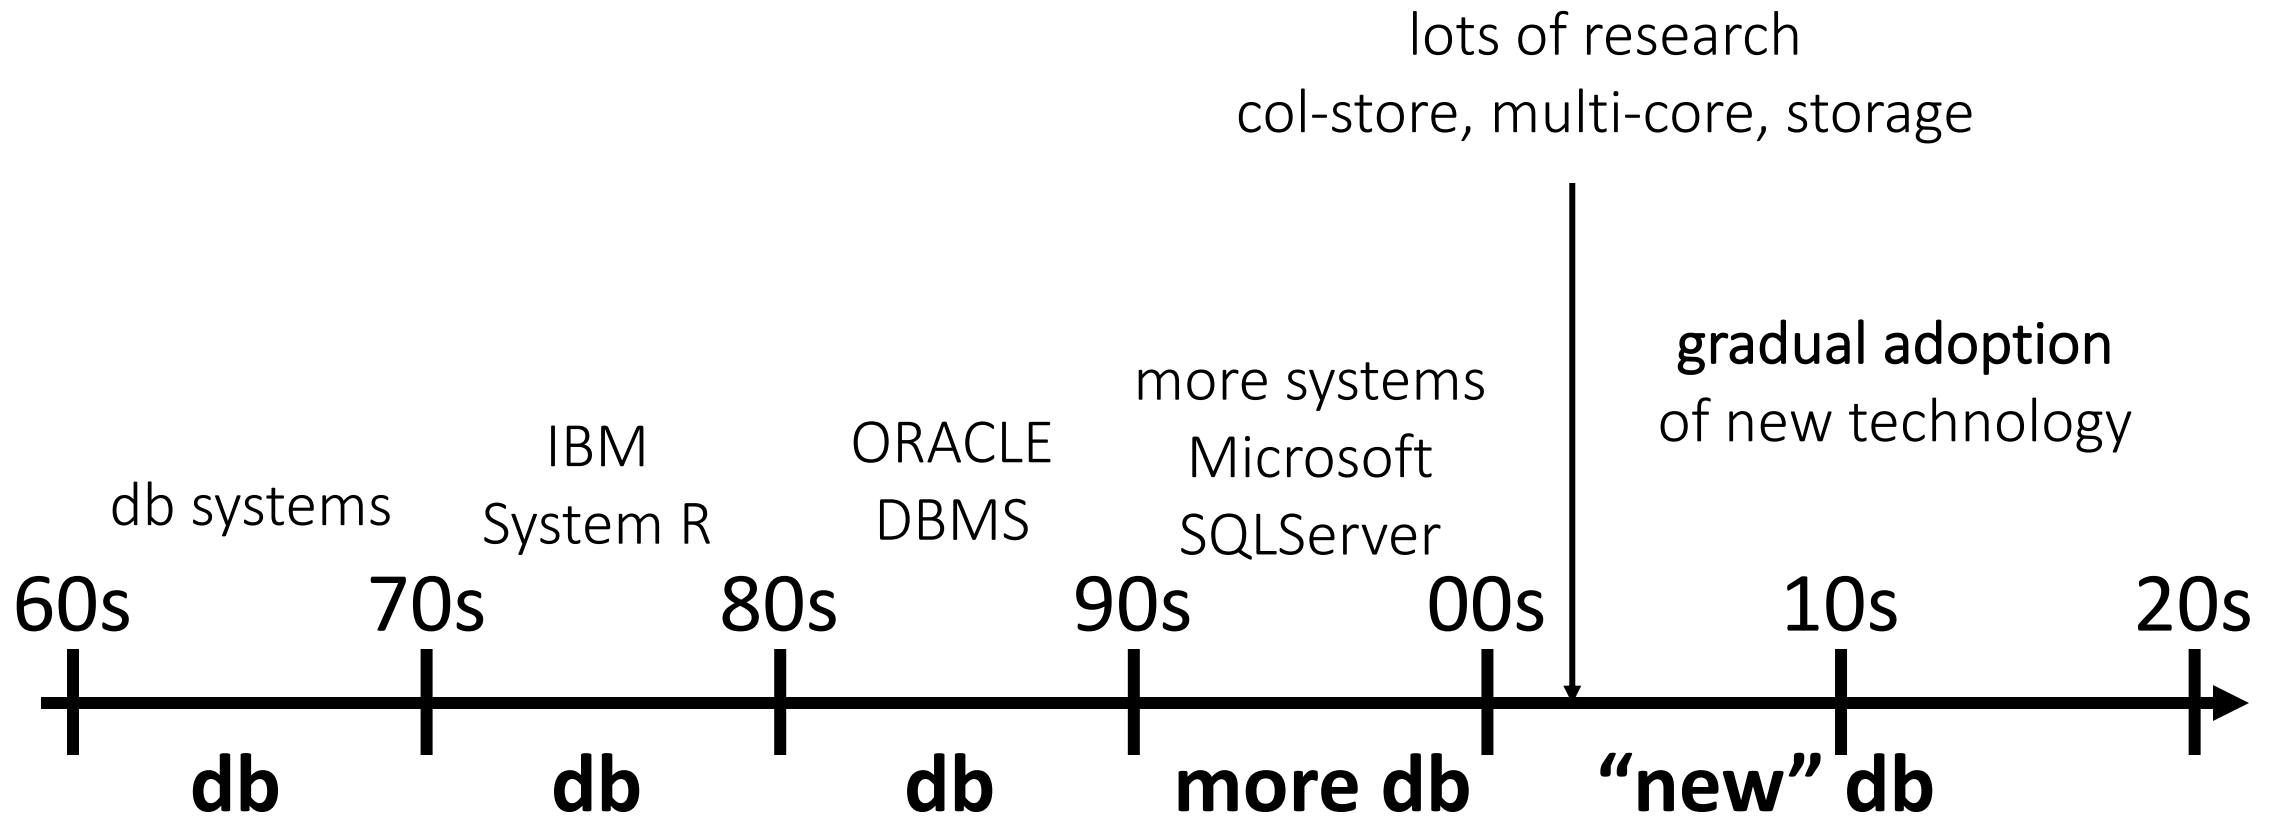 lots of research
col-store, multi-core, storage
gradual adoption
of new technology
more systems
Microsoft
SQLServer
ORACLE
DBMS
IBM
System R
db systems
60s 70s 80s 90s 00s 10s 20s
db db db more db “new” db